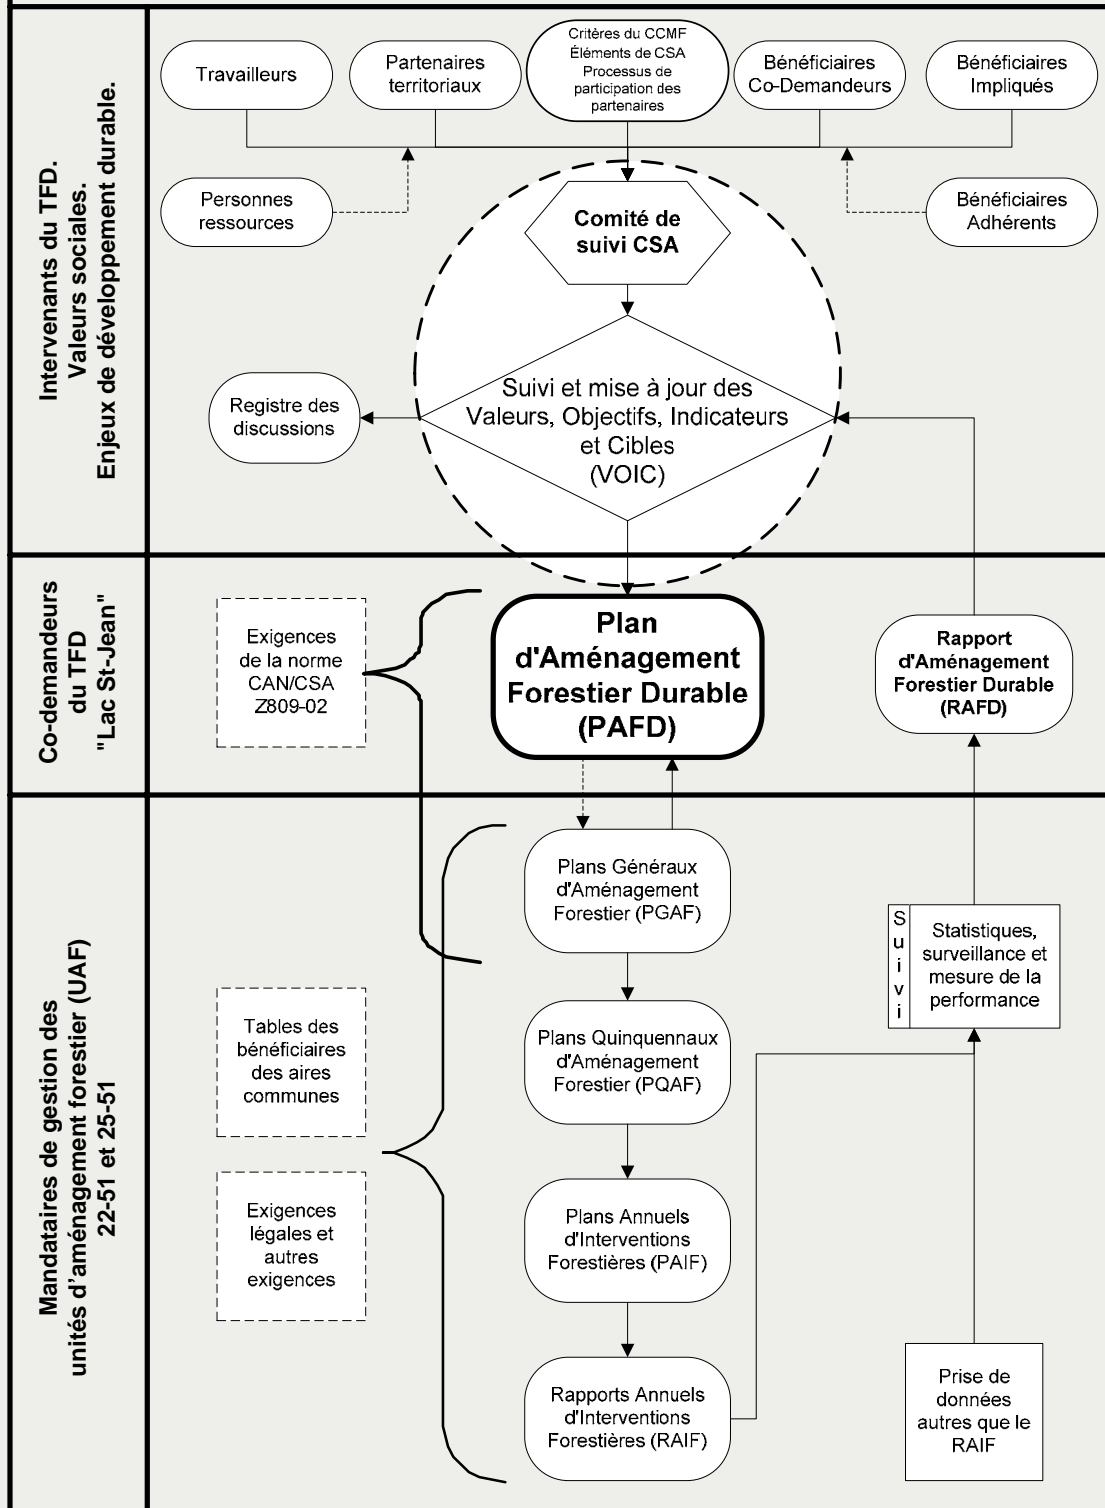 Intervenants du TFD.
Valeurs sociales.
Enjeux de développement durable.
Travailleurs
Partenaires
territoriaux
Critères du CCMF
Éléments de CSA
Processus de
participation des
partenaires
Bénéficiaires
Co-Demandeurs
Bénéficiaires
Impliqués
Personnes
ressources
Bénéficiaires
Adhérents
Comité de
suivi CSA
Registre des
discussions
Suivi et mise à jour des
Valeurs, Objectifs, Indicateurs
et Cibles
(VOIC)
Co-demandeurs
du TFD
"Lac St-Jean"
Exigences
de la norme
CAN/CSA
Z809-02
Plan
d'Aménagement
Forestier Durable
(PAFD)
Rapport
d'Aménagement
Forestier Durable
(RAFD)
Mandataires de gestion des
unités d'aménagement forestier (UAF)
22-51 et 25-51
Plans Généraux
d'Aménagement
Forestier (PGAF)
Suivi
Statistiques,
surveillance et
mesure de la
performance
Tables des
bénéficiaires
des aires
communes
Plans Quinquennaux
d'Aménagement
Forestier (PQAF)
Exigences
légales et
autres
exigences
Plans Annuels
d'Interventions
Forestières (PAIF)
Rapports Annuels
d'Interventions
Forestières (RAIF)
Prise de
données
autres que le
RAIF